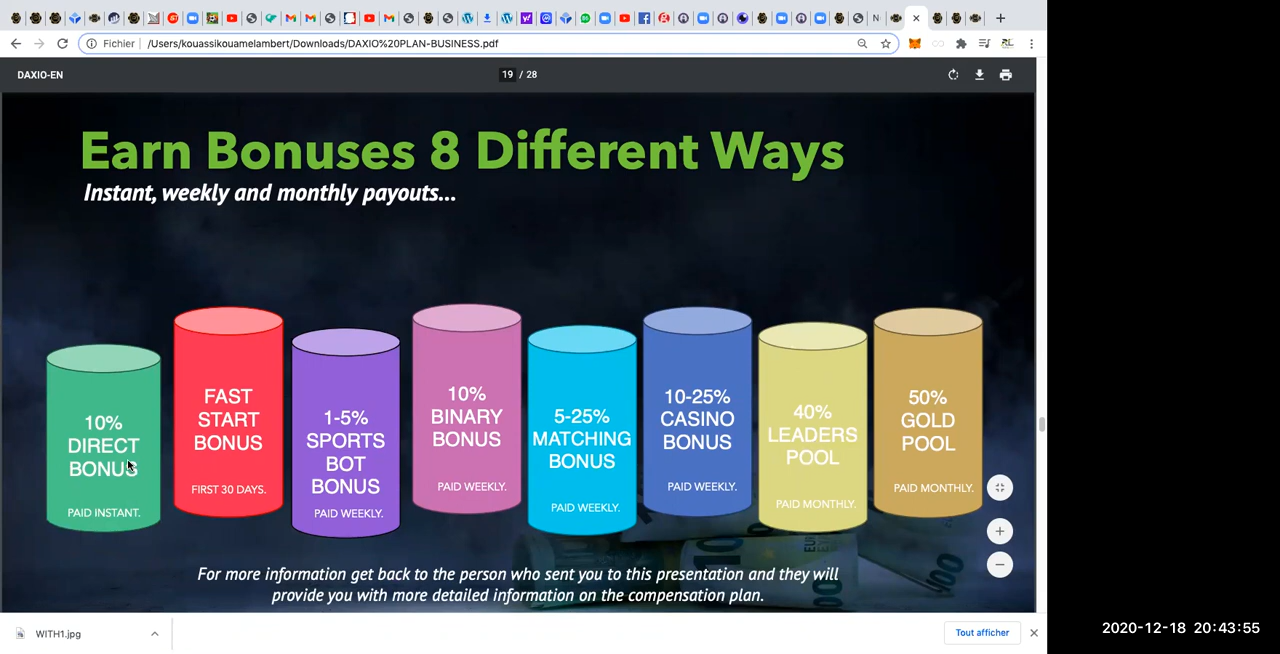 Fichier /Users/kouassikouamelambert/Downloads/DAXIO%20PLAN-BUSINESS.pdf
DAXIO-EN
19 / 28
Earn Bonuses 8 Different Ways
Instant, weekly and monthly payouts...
10%
DIRECT
BONUS
PAID INSTANT.
FAST
START
BONUS
FIRST 30 DAYS.
1-5%
SPORTS
BOT
BONUS
PAID WEEKLY.
10%
BINARY
BONUS
PAID WEEKLY.
5-25%
MATCHING
BONUS
PAID WEEKLY.
10-25%
CASINO
BONUS
PAID WEEKLY.
40%
LEADERS
POOL
PAID MONTHLY.
50%
GOLD
POOL
PAID MONTHLY.
For more information get back to the person who sent you to this presentation and they will
provide you with more detailed information on the compensation plan.
WITH1.jpg
Tout afficher
2020-12-18 20:43:55